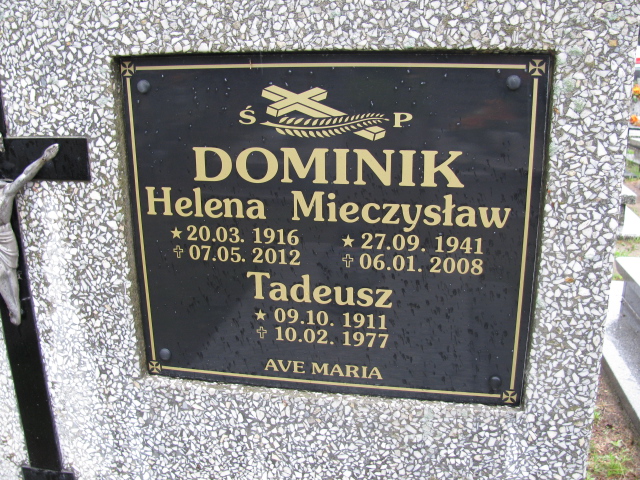 Ś P
DOMINIK
Helena Mieczysław
★ 20.03. 1916 ★ 27.09. 1941
✝ 07.05. 2012 ✝ 06.01. 2008
Tadeusz
★ 09.10. 1911
✝ 10.02. 1977
AVE MARIA